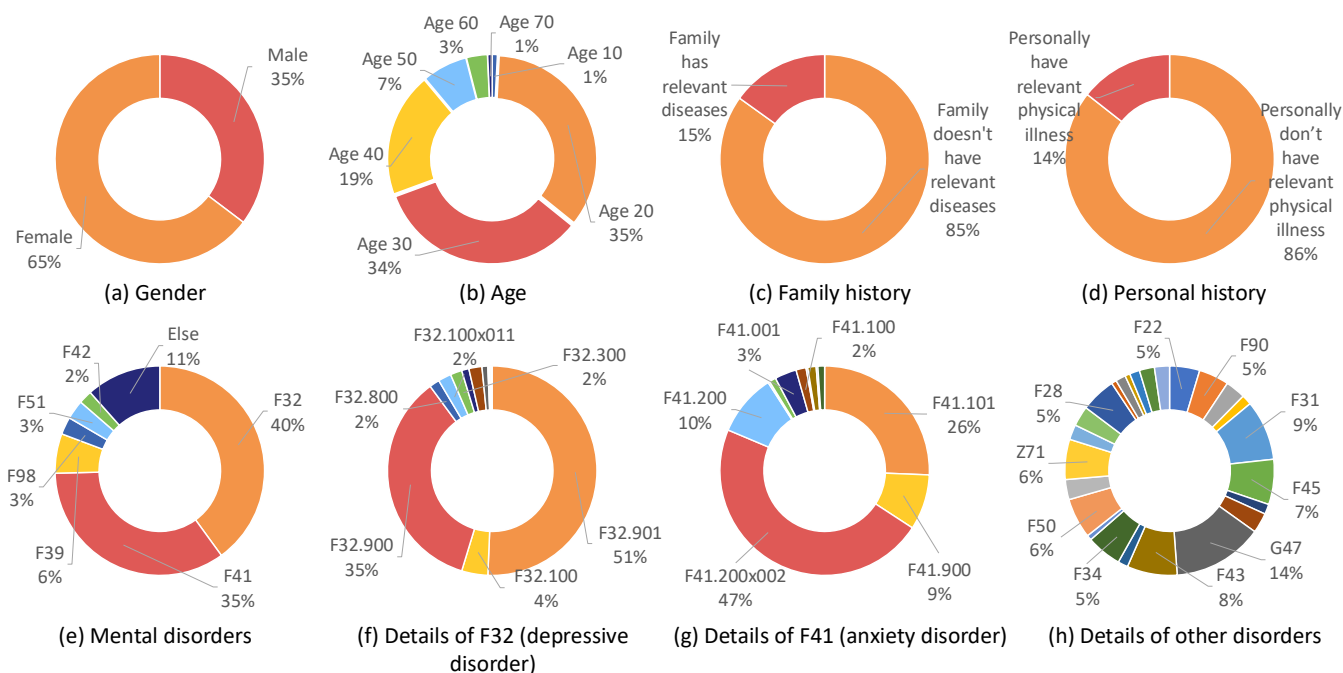 Male
35%
Female
65%
(a) Gender
Age 60
3%
Age 70
1%
Age 10
1%
Age 50
7%
Age 40
19%
Age 20
35%
Age 30
34%
(b) Age
Family
has
relevant
diseases
15%
Family
doesn't
have
relevant
diseases
85%
(c) Family history
Personally
have
relevant
physical
illness
14%
Personally
don’t
have
relevant
physical
illness
86%
(d) Personal history
Else
11%
F42
2%
F51
3%
F98
3%
F39
6%
F32
40%
F41
35%
(e) Mental disorders
F32.100x011
2%
F32.300
2%
F32.800
2%
F32.900
35%
F32.901
51%
F32.100
4%
(f) Details of F32 (depressive
disorder)
F41.001
3%
F41.100
2%
F41.200
10%
F41.101
26%
F41.200x002
47%
F41.900
9%
(g) Details of F41 (anxiety disorder)
F22
5%
F90
5%
F28
5%
F31
9%
Z71
6%
F45
7%
F50
6%
G47
14%
F34
5%
F43
8%
(h) Details of other disorders